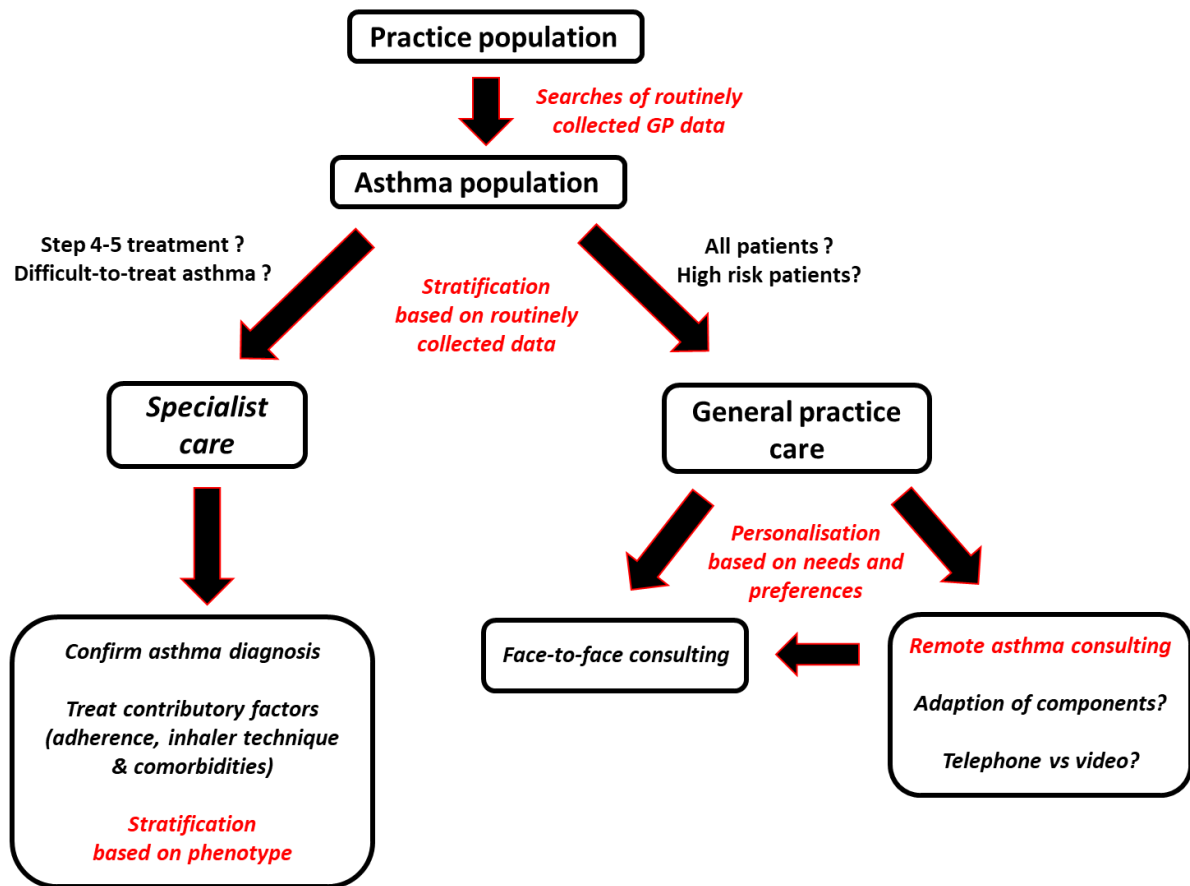 Practice population
Searches of routinely
collected GP data
Asthma population
Step 4-5 treatment ?
Difficult-to-treat asthma ?
All patients ?
High risk patients?
Stratification
based on routinely
collected data
Specialist
care
General practice
care
Personalisation
based on needs and
preferences
Confirm asthma diagnosis
Treat contributory factors
(adherence, inhaler technique
& comorbidities)
Stratification
based on phenotype
Face-to-face consulting
Remote asthma consulting
Adaption of components?
Telephone vs video?